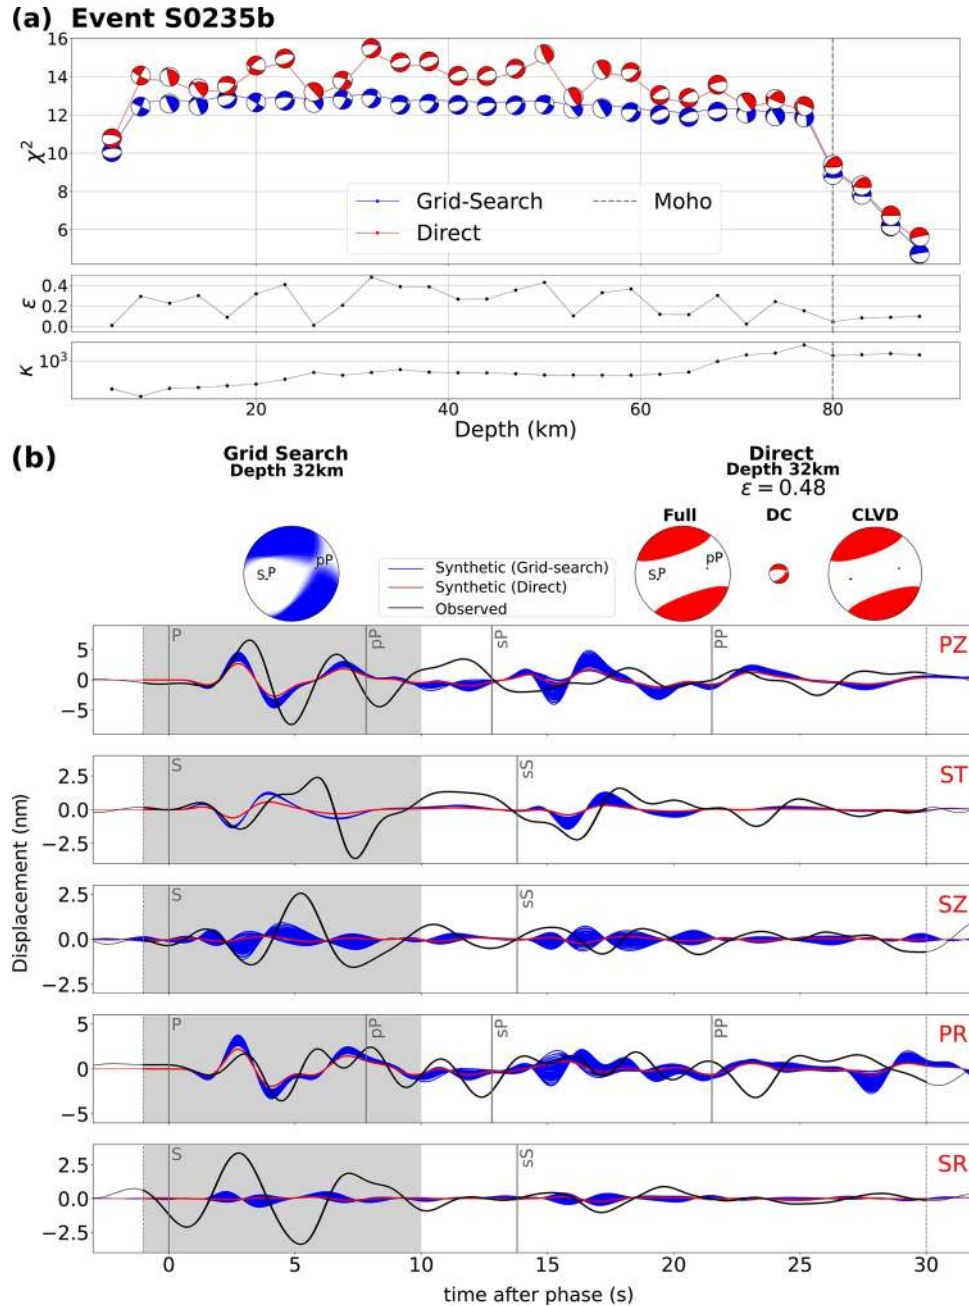 (a) Event S0235b
16
14
12
10
8
6
χ²
Grid-Search
Direct
Moho
0.4
0.2
0.0
ε
10³
κ
20
40
60
80
Depth (km)
(b)
Grid Search
Depth 32km
Direct
Depth 32km
ε = 0.48
Full
DC
CLVD
S P
pP
Synthetic (Grid-search)
Synthetic (Direct)
Observed
S P
pP
P
pP
sP
PP
PZ
5
0
−5
S
sS
ST
2.5
0.0
−2.5
S
sS
SZ
2.5
0.0
−2.5
Displacement (nm)
P
pP
sP
PP
PR
5
0
−5
S
sS
SR
2.5
0.0
−2.5
0
5
10
15
20
25
30
time after phase (s)